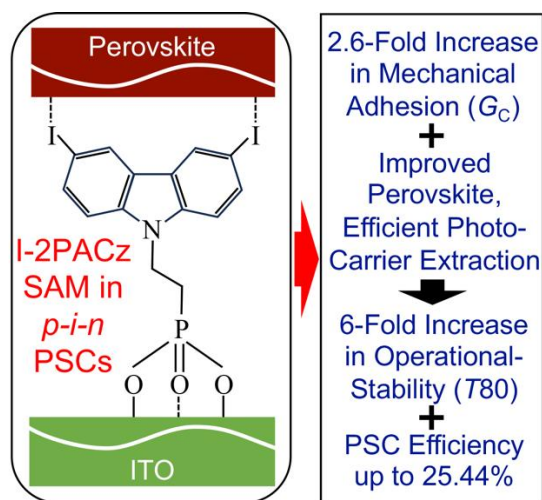 Perovskite
I
I
N
I-2PACz
SAM in
p-i-n
PSCs
P
O
O
O
ITO
2.6-Fold Increase
in Mechanical
Adhesion (GC)
+
Improved
Perovskite,
Efficient Photo-
Carrier Extraction
6-Fold Increase
in Operational-
Stability (T80)
+
PSC Efficiency
up to 25.44%